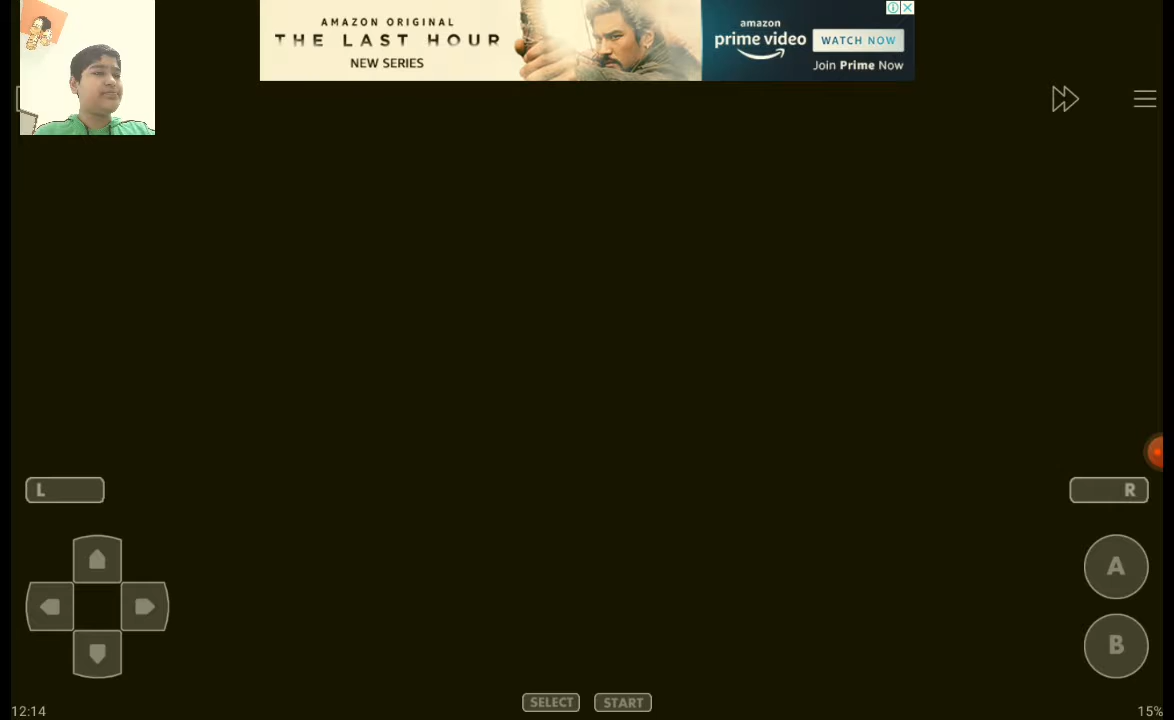 AMAZON ORIGINAL
THE LAST HOUR
NEW SERIES
amazon
prime video
WATCH NOW
Join Prime Now
L
R
A
B
SELECT START
12:14
15%